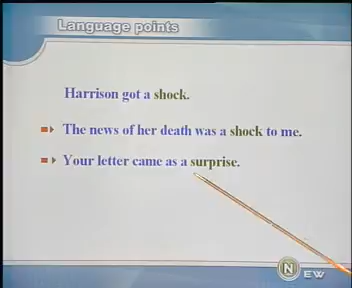 Language points
Harrison got a shock.
The news of her death was a shock to me.
Your letter came as a surprise.
NEW